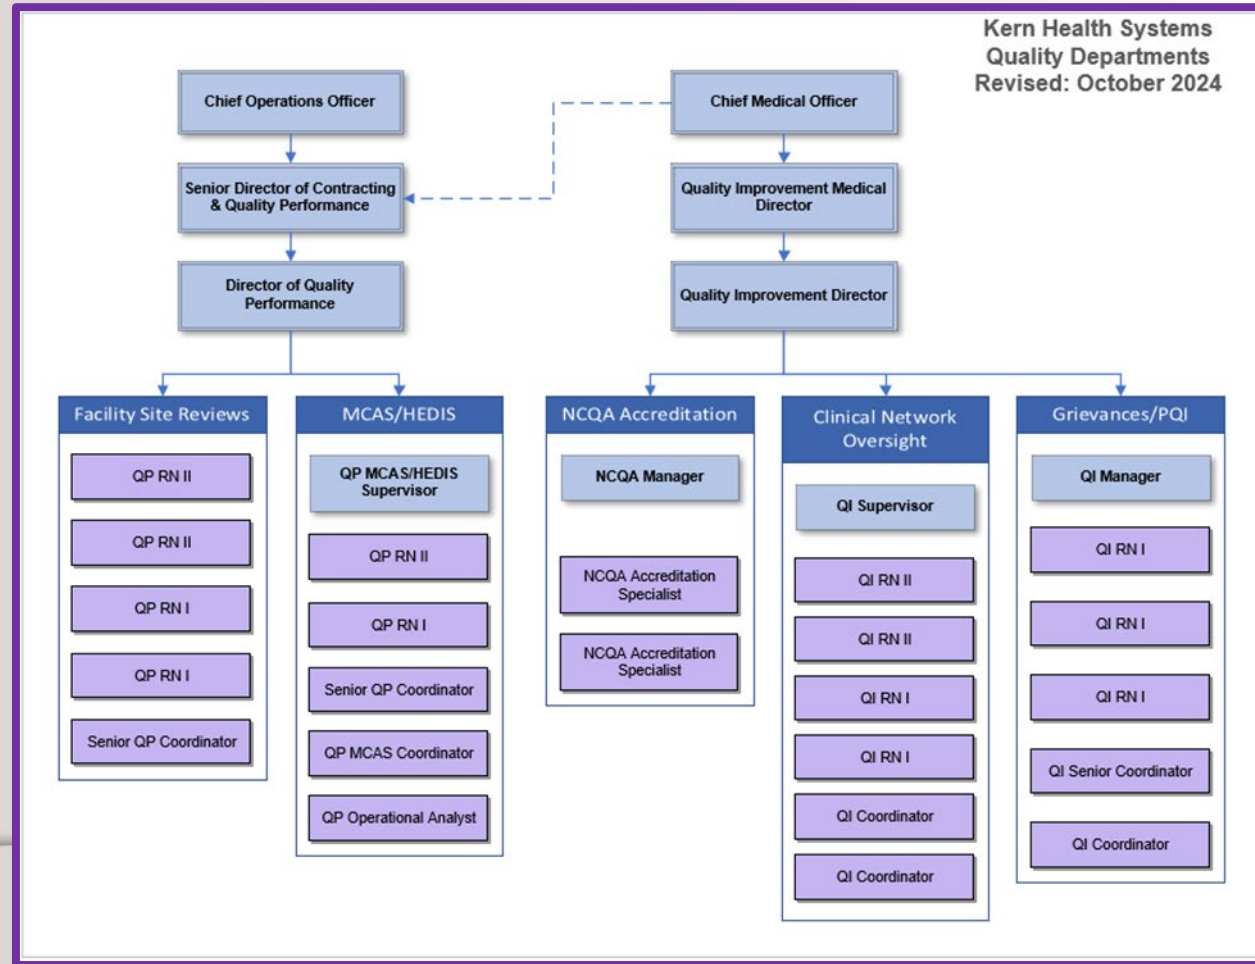 Kern Health Systems
Quality Departments
Revised: October 2024
Chief Operations Officer
Chief Medical Officer
Senior Director of Contracting
& Quality Performance
Quality Improvement Medical
Director
Director of Quality
Performance
Quality Improvement Director
Facility Site Reviews
QP RN II
QP RN II
QP RN I
QP RN I
Senior QP Coordinator
MCAS/HEDIS
QP MCAS/HEDIS
Supervisor
QP RN II
QP RN I
Senior QP Coordinator
QP MCAS Coordinator
QP Operational Analyst
NCQA Accreditation
NCQA Manager
NCQA Accreditation
Specialist
NCQA Accreditation
Specialist
Clinical Network
Oversight
QI Supervisor
QI RN II
QI RN II
QI RN I
QI RN I
QI Coordinator
QI Coordinator
Grievances/PQI
QI Manager
QI RN I
QI RN I
QI RN I
QI Senior Coordinator
QI Coordinator